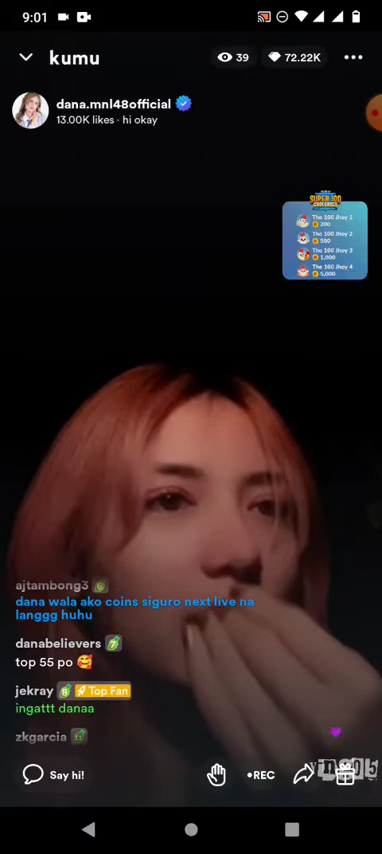 9:01
kumu
39
72.22K
dana.mnl48official
13.00K likes · hi okay
SUPER 100
The 100 Jhoy 1
200
The 100 Jhoy 2
500
The 100 Jhoy 3
1,000
The 100 Jhoy 4
5,000
ajtambong3
dana wala ako coins siguro next live na
langgg huhu
danabelievers
top 55 po
jekray Top Fan
ingattt danaa
zkgarcia
Say hi!
•REC